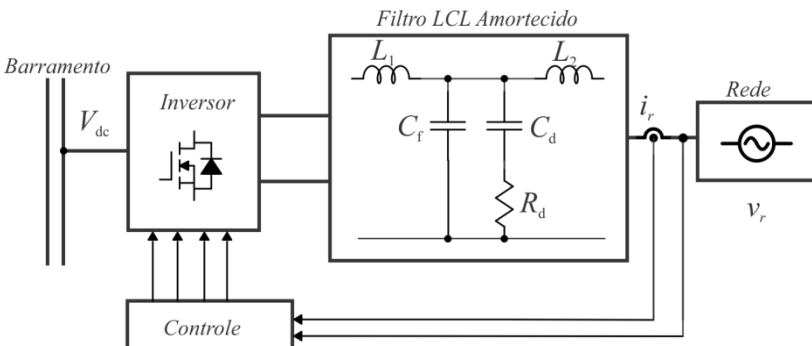 Filtro LCL Amortecido
Barramento
V_dc
Inversor
L_1
L_2
C_f
C_d
R_d
i_r
Rede
v_r
Controle